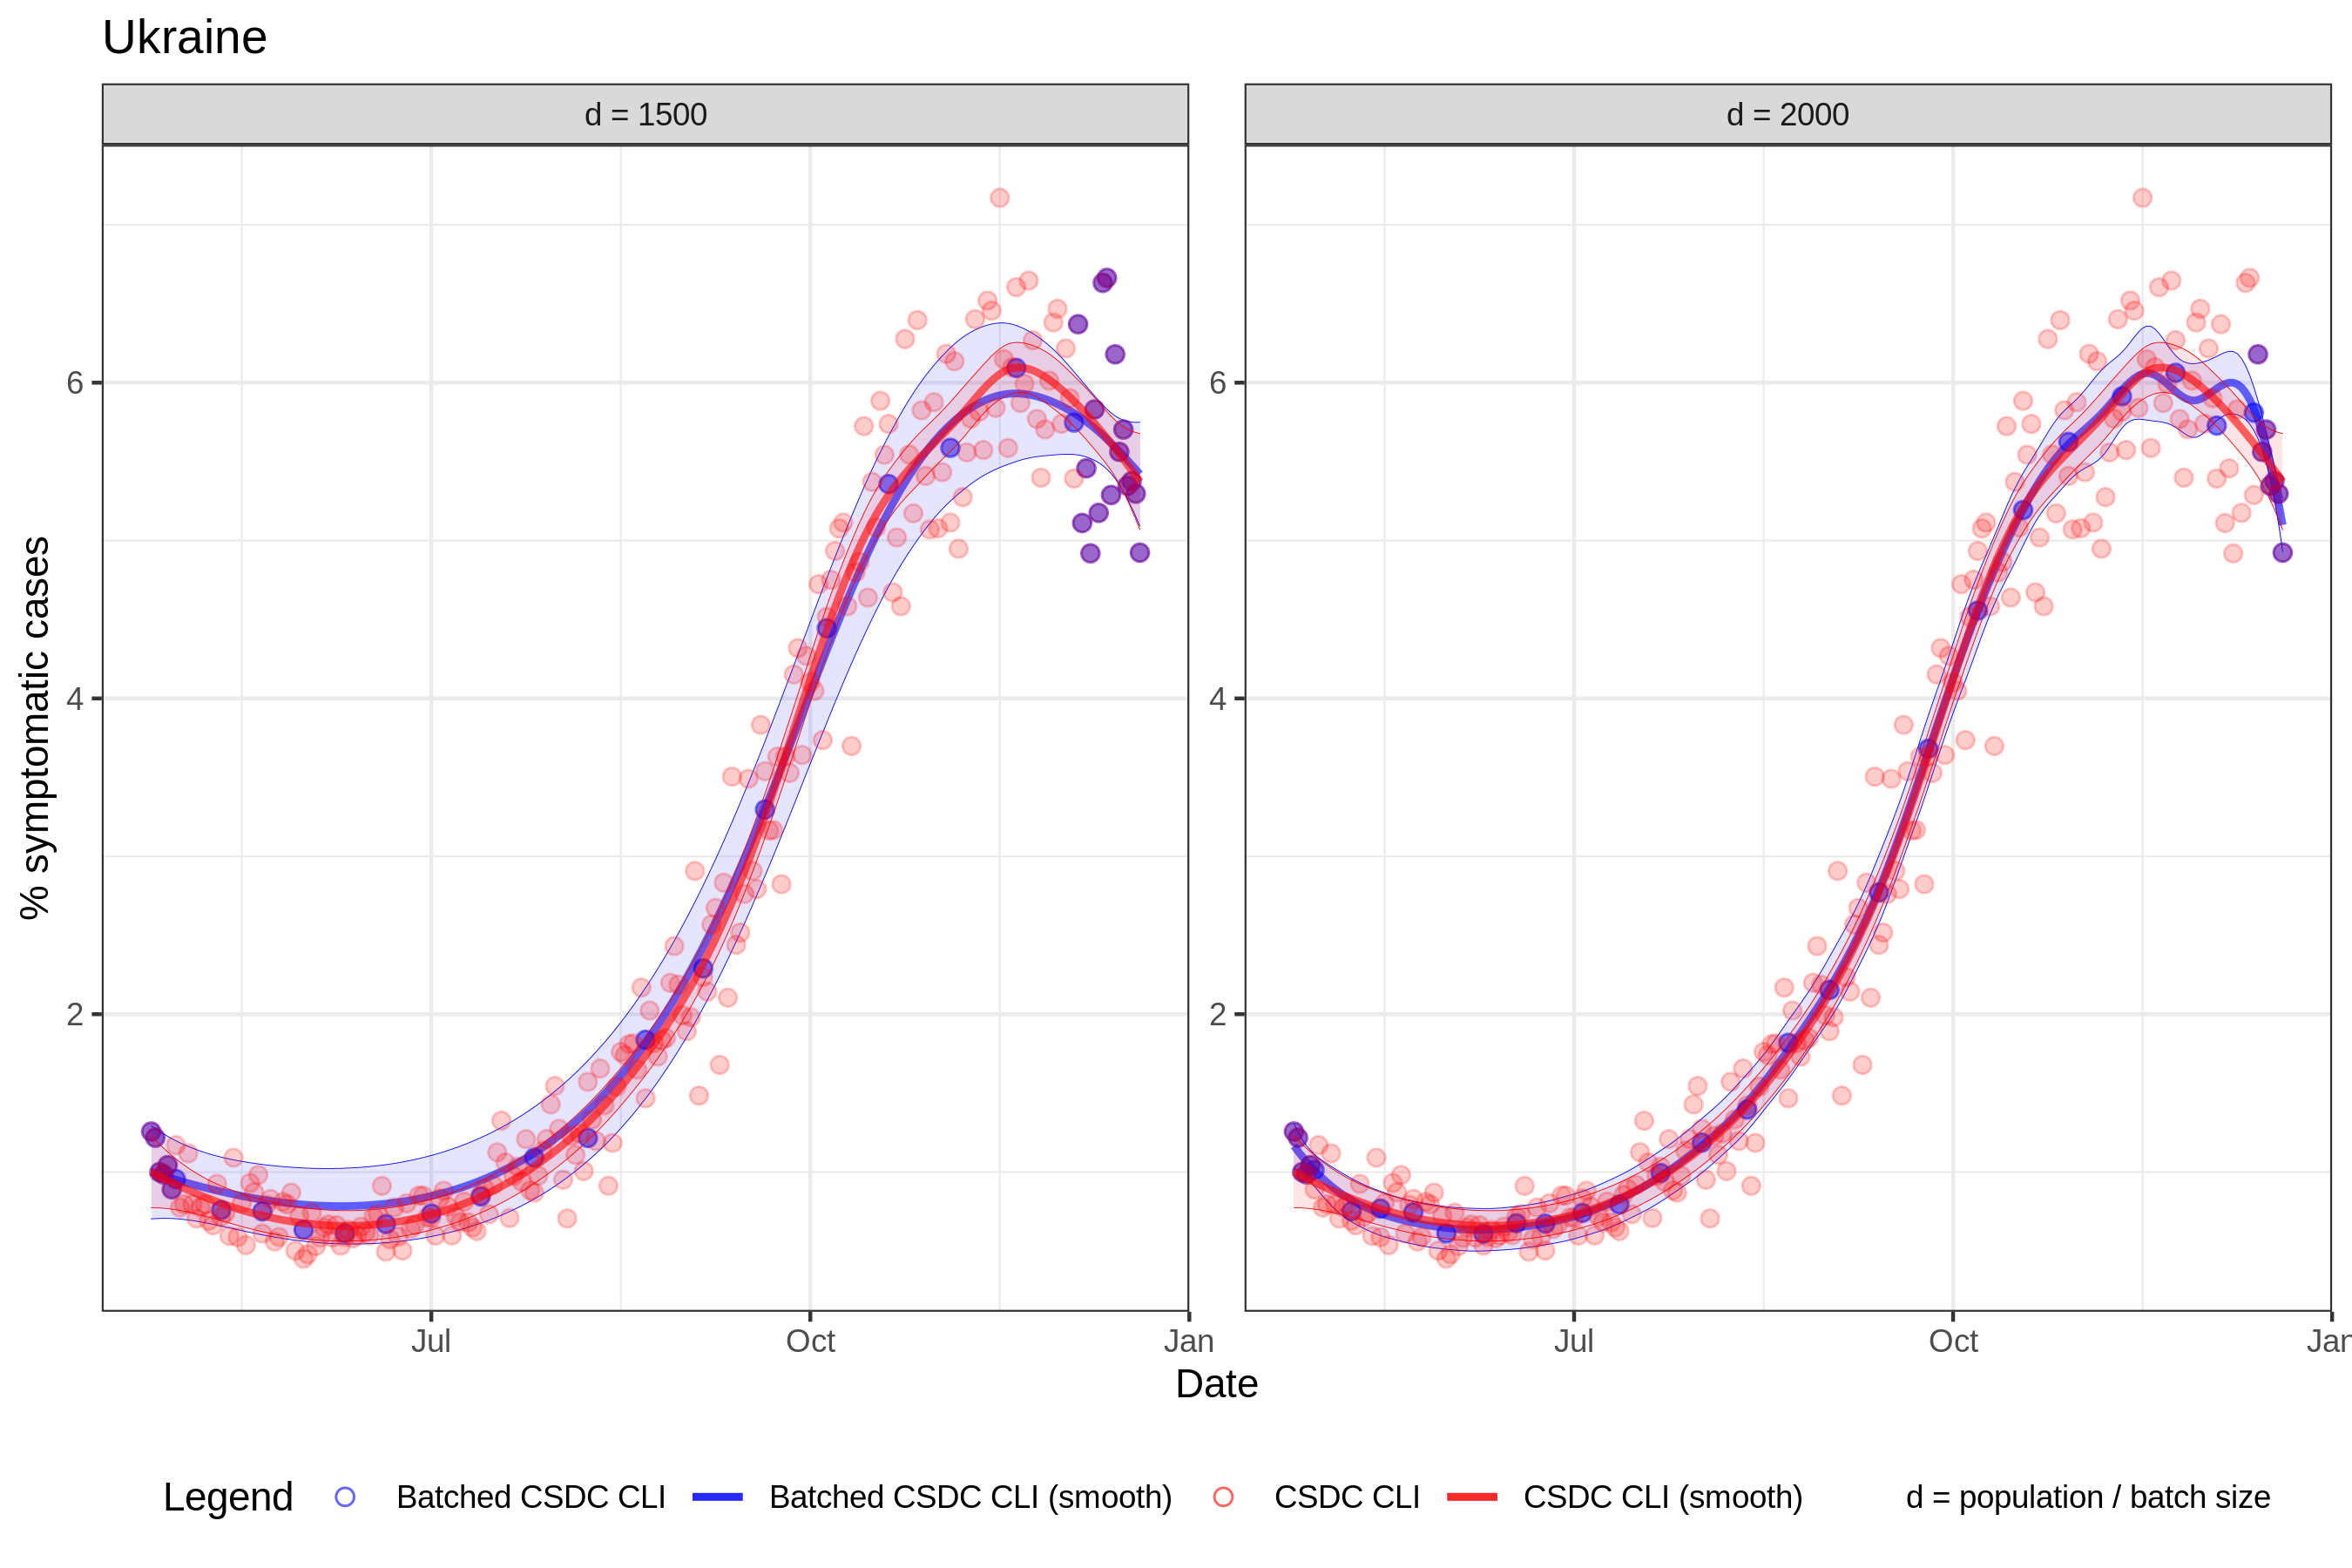 Ukraine
d = 1500
d = 2000
% symptomatic cases
6
4
2
6
4
2
Jul
Oct
Jan
Jul
Oct
Jan
Date
Legend
Batched CSDC CLI
Batched CSDC CLI (smooth)
CSDC CLI
CSDC CLI (smooth)
d = population / batch size